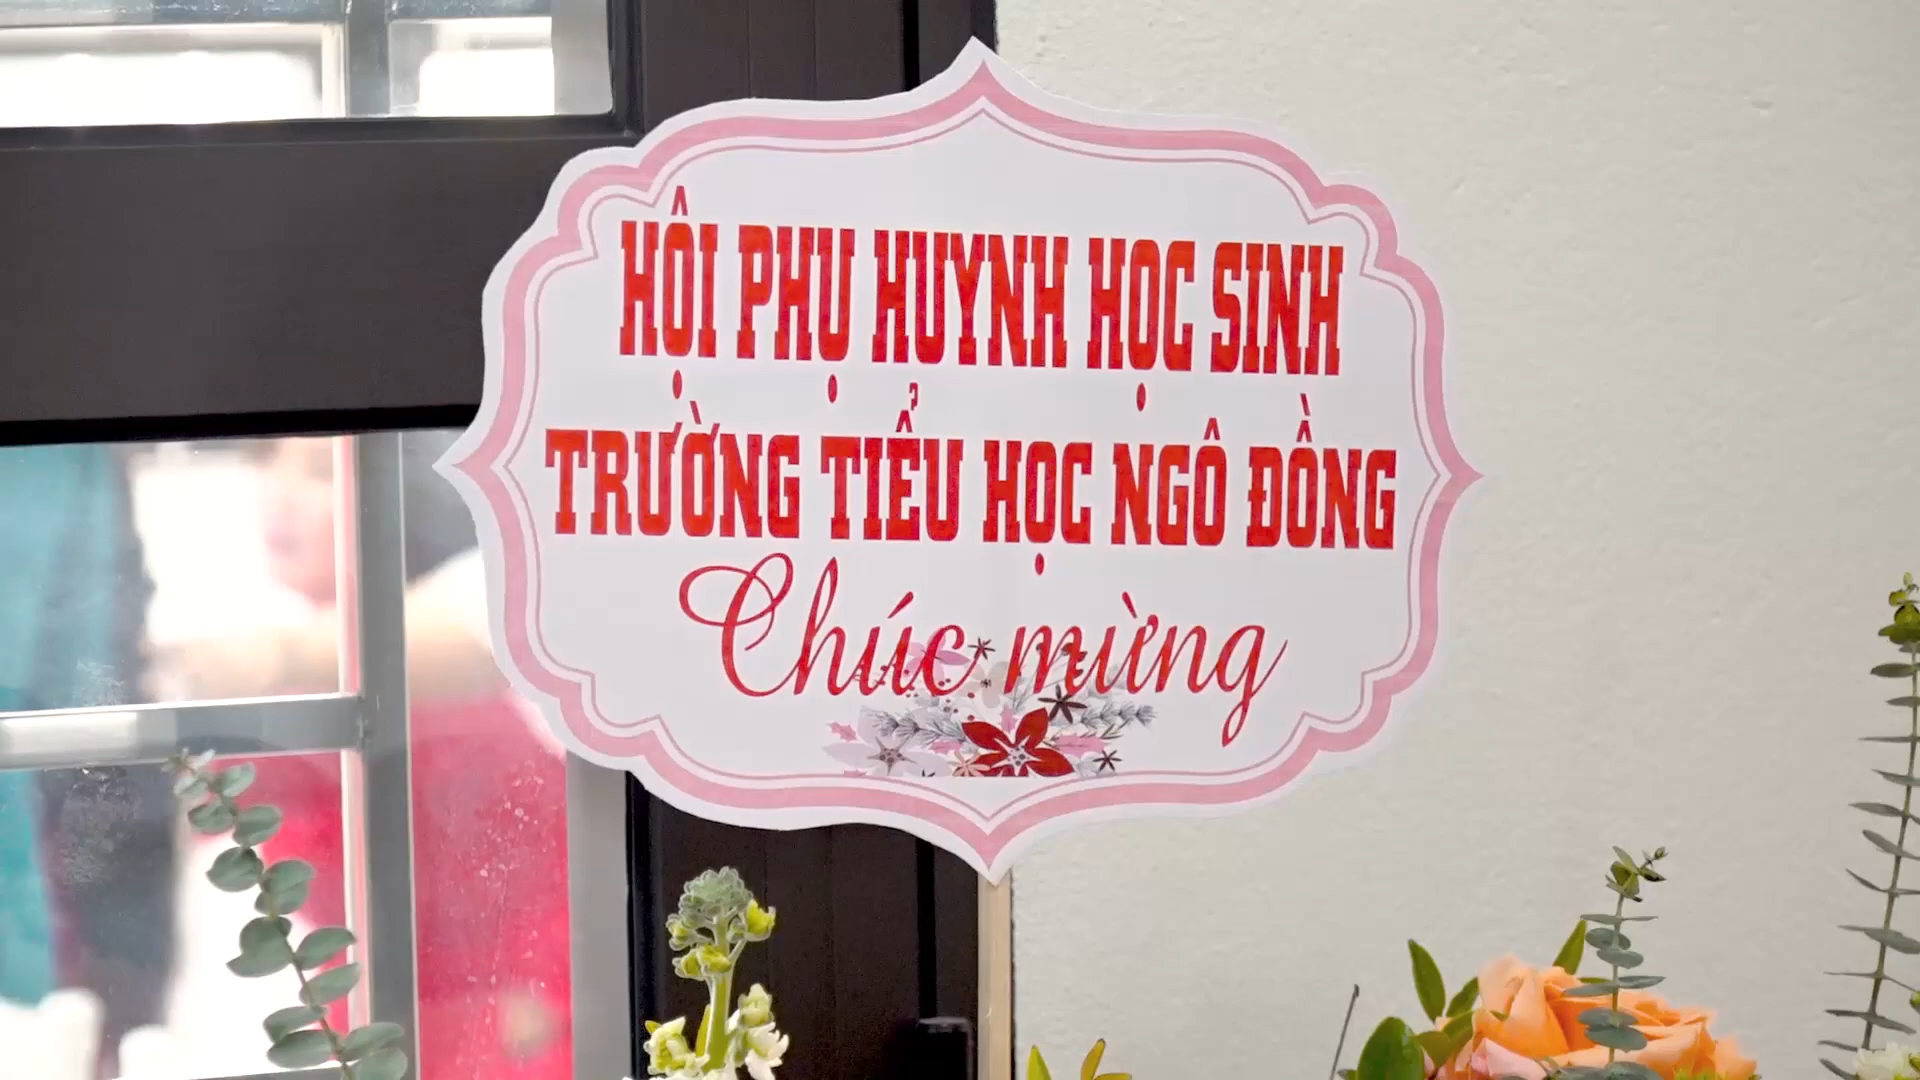 HỘI PHỤ HUYNH HỌC SINH
TRƯỜNG TIỂU HỌC NGÔ ĐỒNG
Chúc mừng